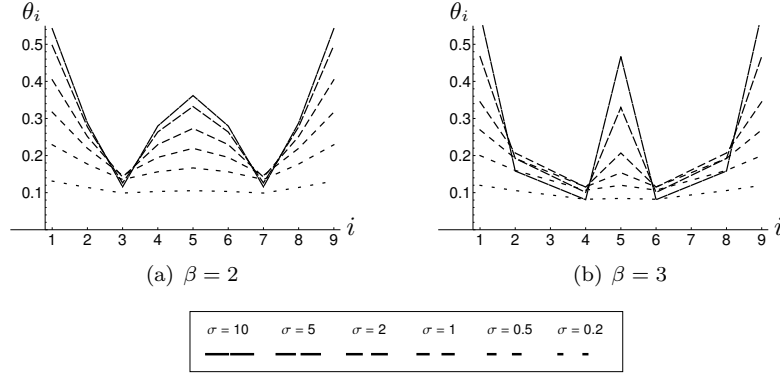 θi θi
0.5 0.5
0.4 0.4
0.3 0.3
0.2 0.2
0.1 0.1
1 2 3 4 5 6 7 8 9 i 1 2 3 4 5 6 7 8 9 i
(a) β = 2 (b) β = 3
σ = 10 σ = 5 σ = 2 σ = 1 σ = 0.5 σ = 0.2